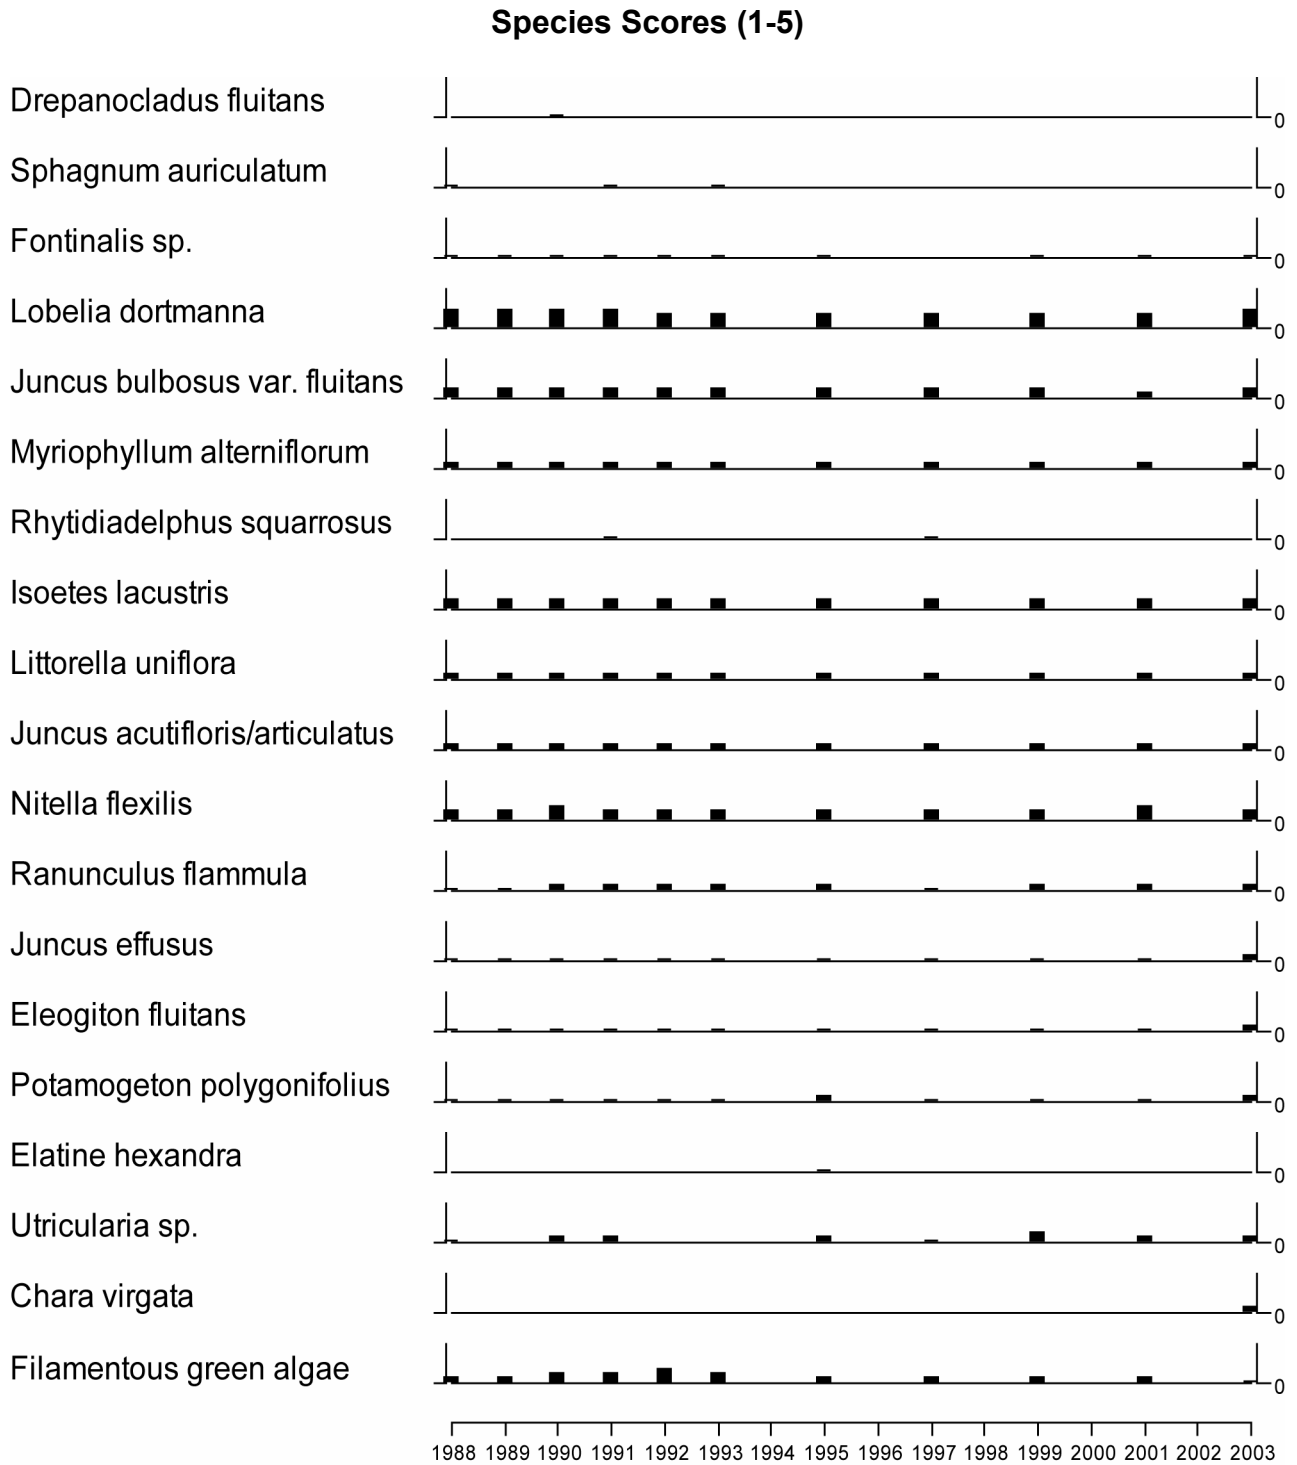 Species Scores (1-5)
Drepanocladus fluitans 0
Sphagnum auriculatum 0
Fontinalis sp. 0
Lobelia dortmanna 0
Juncus bulbosus var. fluitans 0
Myriophyllum alterniflorum 0
Rhytidiadelphus squarrosus 0
Isoetes lacustris 0
Littorella uniflora 0
Juncus acutifloris/articulatus 0
Nitella flexilis 0
Ranunculus flammula 0
Juncus effusus 0
Eleogiton fluitans 0
Potamogeton polygonifolius 0
Elatine hexandra 0
Utricularia sp. 0
Chara virgata 0
Filamentous green algae 0
1988 1989 1990 1991 1992 1993 1994 1995 1996 1997 1998 1999 2000 2001 2002 2003